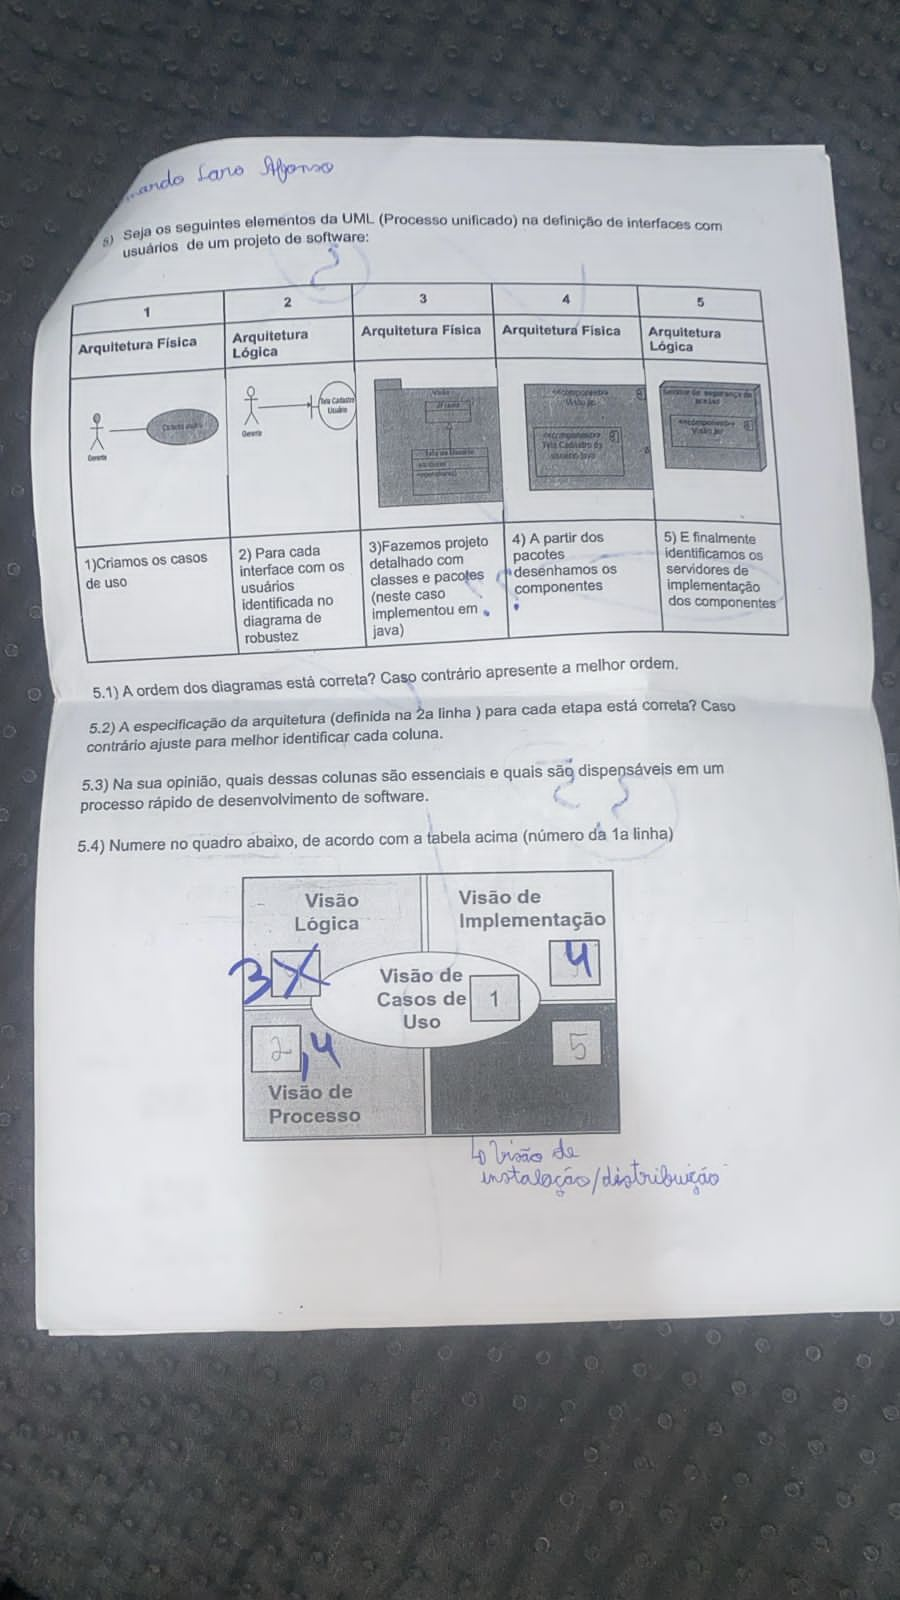 mando Lano Afonso
5) Seja os seguintes elementos da UML (Processo unificado) na definição de interfaces com
usuários de um projeto de software:
1 2 3 4 5
Arquitetura Física
Arquitetura
Lógica
Arquitetura Física
Arquitetura Física
Arquitetura
Lógica
Gerente
Gerente
Tela Cadastro
Usuário
Visão
JFrame
Tela de Usuário
<<componente>>
Visão.jar
<<componente>>
Tela Cadastro de
usuario.java
Servidor de segurança de
acesso
<<componente>>
Visão.jar
1)Criamos os casos
de uso
2) Para cada
interface com os
usuários
identificada no
diagrama de
robustez
3)Fazemos projeto
detalhado com
classes e pacotes
(neste caso
implementou em
java)
4) A partir dos
pacotes
desenhamos os
componentes
5) E finalmente
identificamos os
servidores de
implementação
dos componentes
5.1) A ordem dos diagramas está correta? Caso contrário apresente a melhor ordem.
5.2) A especificação da arquitetura (definida na 2a linha ) para cada etapa está correta? Caso
contrário ajuste para melhor identificar cada coluna.
5.3) Na sua opinião, quais dessas colunas são essenciais e quais são dispensáveis em um
processo rápido de desenvolvimento de software.
5.4) Numere no quadro abaixo, de acordo com a tabela acima (número da 1a linha)
Visão
Lógica
3
Visão de
Implementação
4
Visão de
Casos de
Uso
1
2,4
Visão de
Processo
5
↳ Visão de
instalação/distribuição